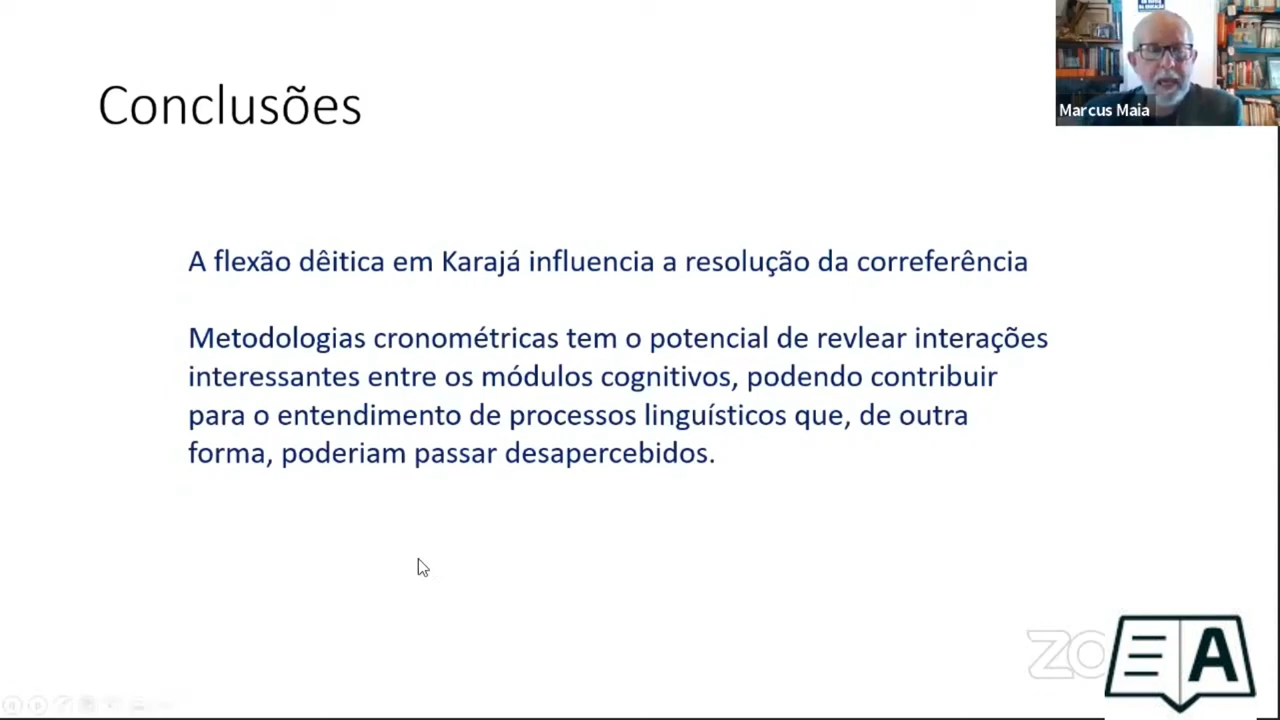 Conclusões
Marcus Maia
A flexão dêitica em Karajá influencia a resolução da correferência
Metodologias cronométricas tem o potencial de revlear interações
interessantes entre os módulos cognitivos, podendo contribuir
para o entendimento de processos linguísticos que, de outra
forma, poderiam passar desapercebidos.
ZO
A